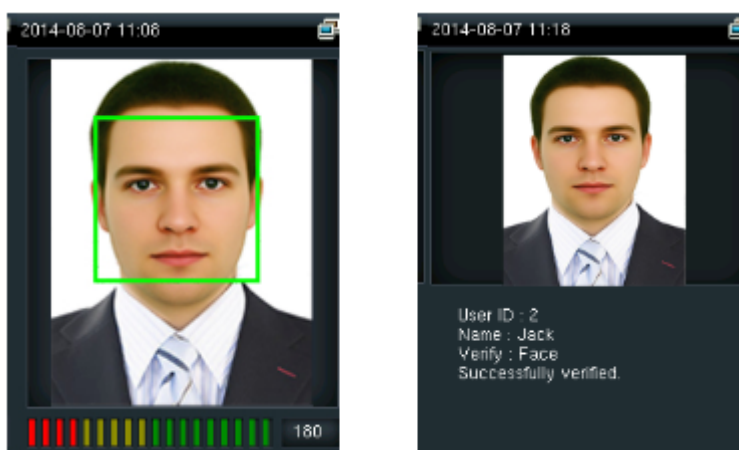 2014-08-07 11:08
180
2014-08-07 11:18
User ID : 2
Name : Jack
Verify : Face
Successfully verified.